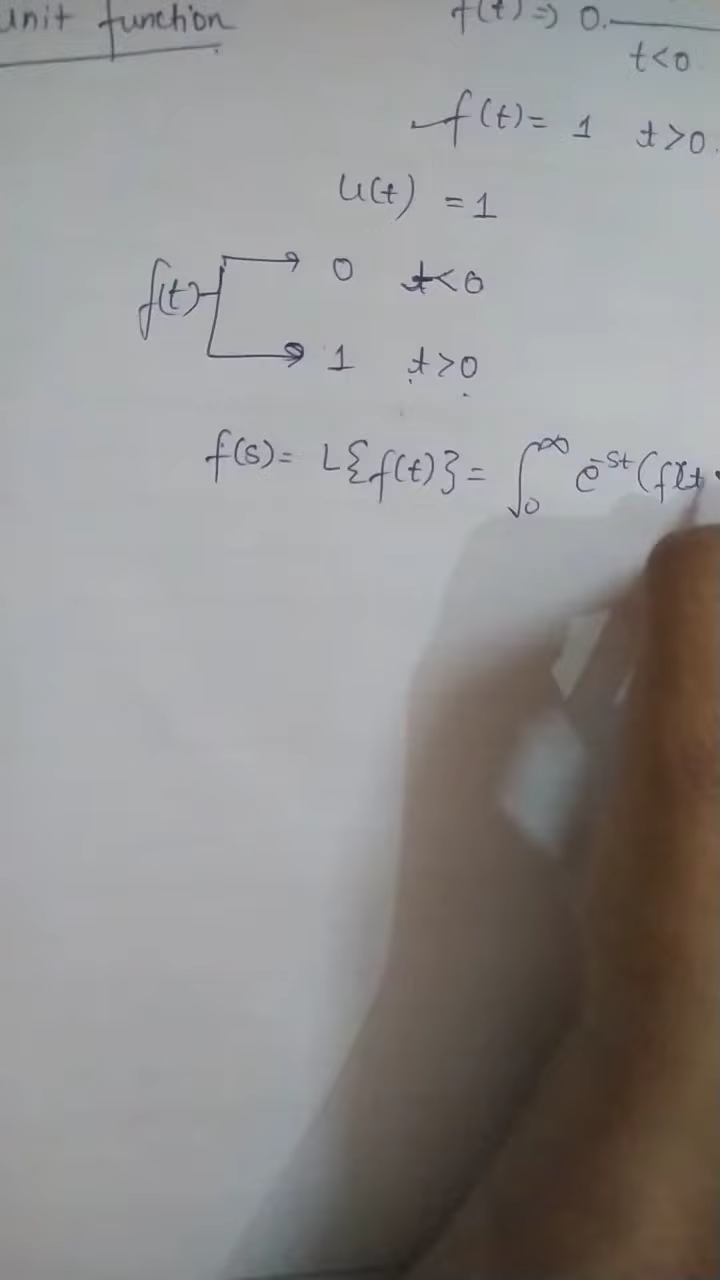 unit function
f(t) ⇒ 0.
t<0
f(t) = 1 t>0.
u(t) = 1
f(t) → 0 t<0
→ 1 t>0
f(s) = L{f(t)} = ∫₀^∞ e^-st (f